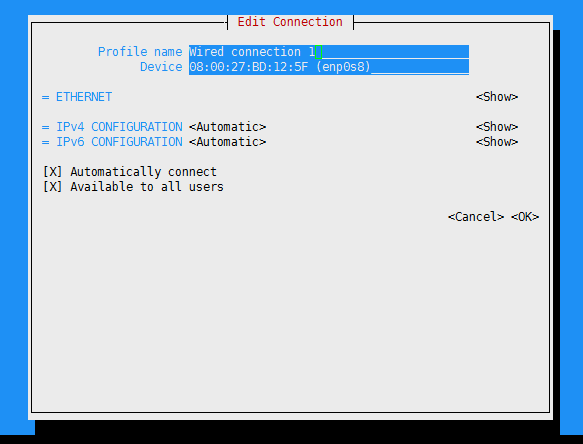 Edit Connection
Profile name Wired connection 1
Device 08:00:27:BD:12:5F (enp0s8)
= ETHERNET <Show>
= IPv4 CONFIGURATION <Automatic> <Show>
= IPv6 CONFIGURATION <Automatic> <Show>
[X] Automatically connect
[X] Available to all users
<Cancel> <OK>